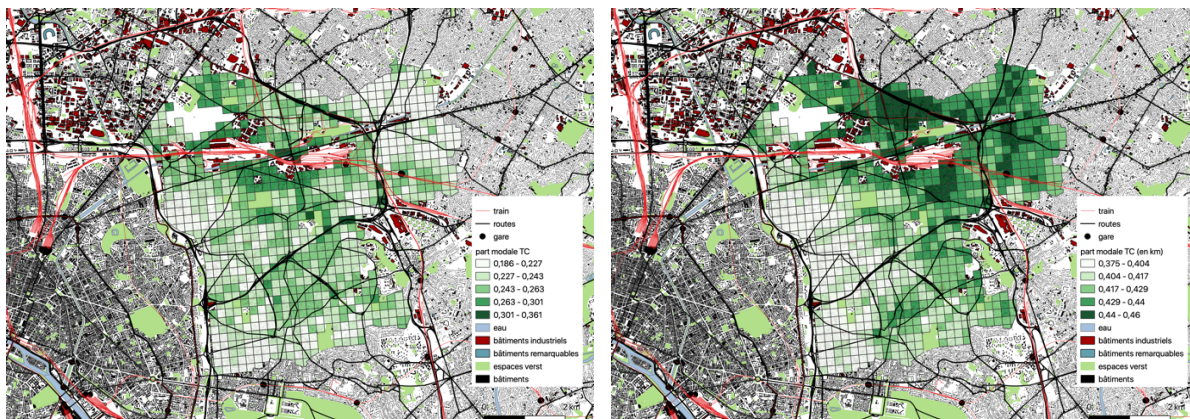 train
routes
gare
part modale TC
0,186 - 0,227
0,227 - 0,243
0,243 - 0,263
0,263 - 0,301
0,301 - 0,361
eau
bâtiments industriels
bâtiments remarquables
espaces verst
bâtiments
0
2 km
train
routes
gare
part modale TC (en km)
0,375 - 0,404
0,404 - 0,417
0,417 - 0,429
0,429 - 0,44
0,44 - 0,46
eau
bâtiments industriels
bâtiments remarquables
espaces verst
bâtiments
0
2 km